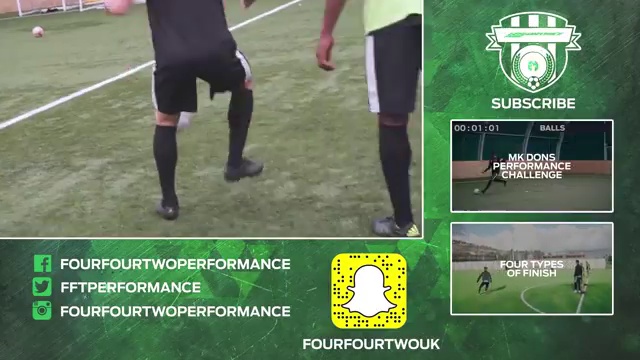 SUBSCRIBE
00:01:01 BALLS
MK DONS
PERFORMANCE
CHALLENGE
FOUR TYPES
OF FINISH
FOURFOURTWOPERFORMANCE
FFTPERFORMANCE
FOURFOURTWOPERFORMANCE
FOURFOURTWOUK